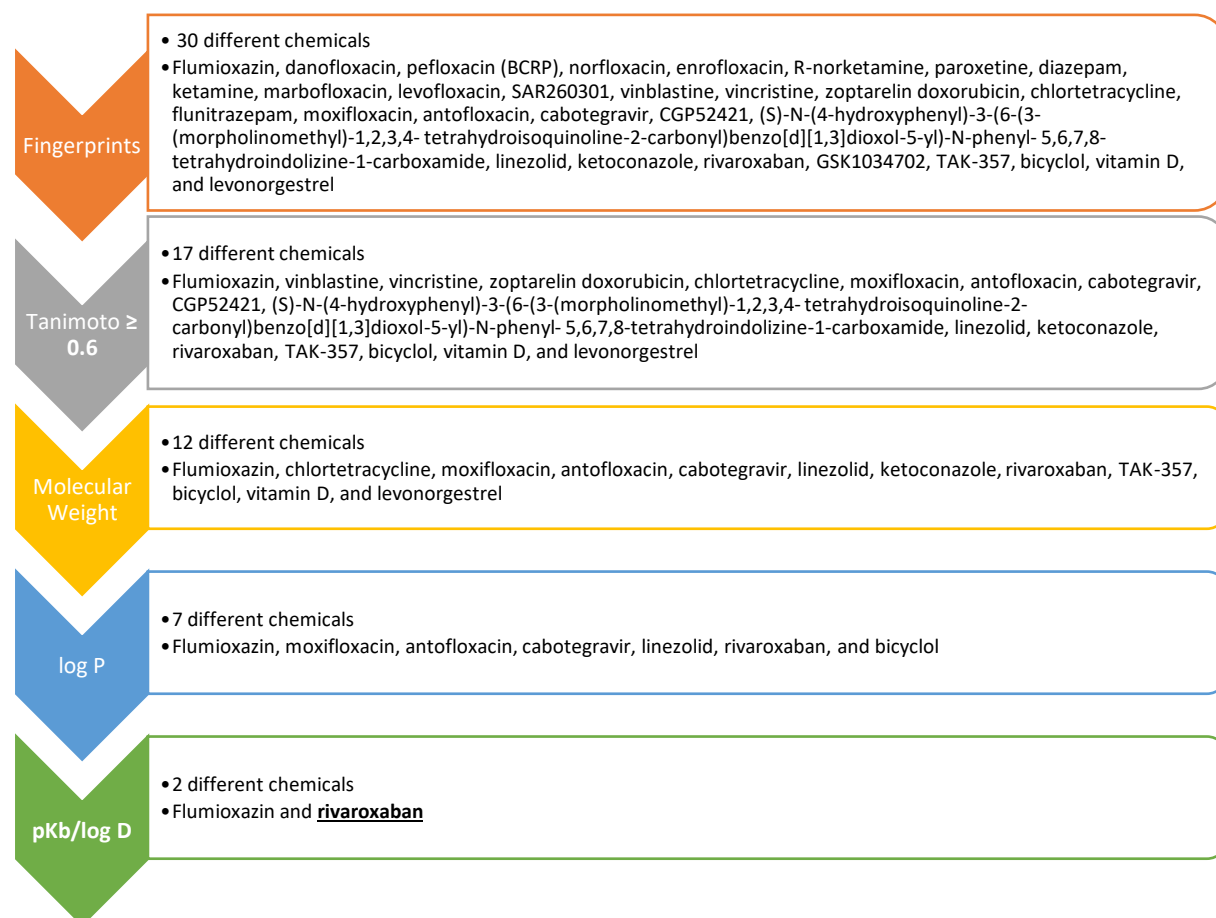 • 30 different chemicals
•Flumioxazin, danofloxacin, pefloxacin (BCRP), norfloxacin, enrofloxacin, R-norketamine, paroxetine, diazepam,
ketamine, marbofloxacin, levofloxacin, SAR260301, vinblastine, vincristine, zoptarelin doxorubicin, chlortetracycline,
flunitrazepam, moxifloxacin, antofloxacin, cabotegravir, CGP52421, (S)-N-(4-hydroxyphenyl)-3-(6-(3-
(morpholinomethyl)-1,2,3,4- tetrahydroisoquinoline-2-carbonyl)benzo[d][1,3]dioxol-5-yl)-N-phenyl- 5,6,7,8-
tetrahydroindolizine-1-carboxamide, linezolid, ketoconazole, rivaroxaban, GSK1034702, TAK-357, bicyclol, vitamin D,
and levonorgestrel
Fingerprints
•17 different chemicals
•Flumioxazin, vinblastine, vincristine, zoptarelin doxorubicin, chlortetracycline, moxifloxacin, antofloxacin, cabotegravir,
CGP52421, (S)-N-(4-hydroxyphenyl)-3-(6-(3-(morpholinomethyl)-1,2,3,4- tetrahydroisoquinoline-2-
carbonyl)benzo[d][1,3]dioxol-5-yl)-N-phenyl- 5,6,7,8-tetrahydroindolizine-1-carboxamide, linezolid, ketoconazole,
rivaroxaban, TAK-357, bicyclol, vitamin D, and levonorgestrel
Tanimoto ≥
0.6
•12 different chemicals
•Flumioxazin, chlortetracycline, moxifloxacin, antofloxacin, cabotegravir, linezolid, ketoconazole, rivaroxaban, TAK-357,
bicyclol, vitamin D, and levonorgestrel
Molecular
Weight
•7 different chemicals
•Flumioxazin, moxifloxacin, antofloxacin, cabotegravir, linezolid, rivaroxaban, and bicyclol
log P
•2 different chemicals
•Flumioxazin and rivaroxaban
pKb/log D